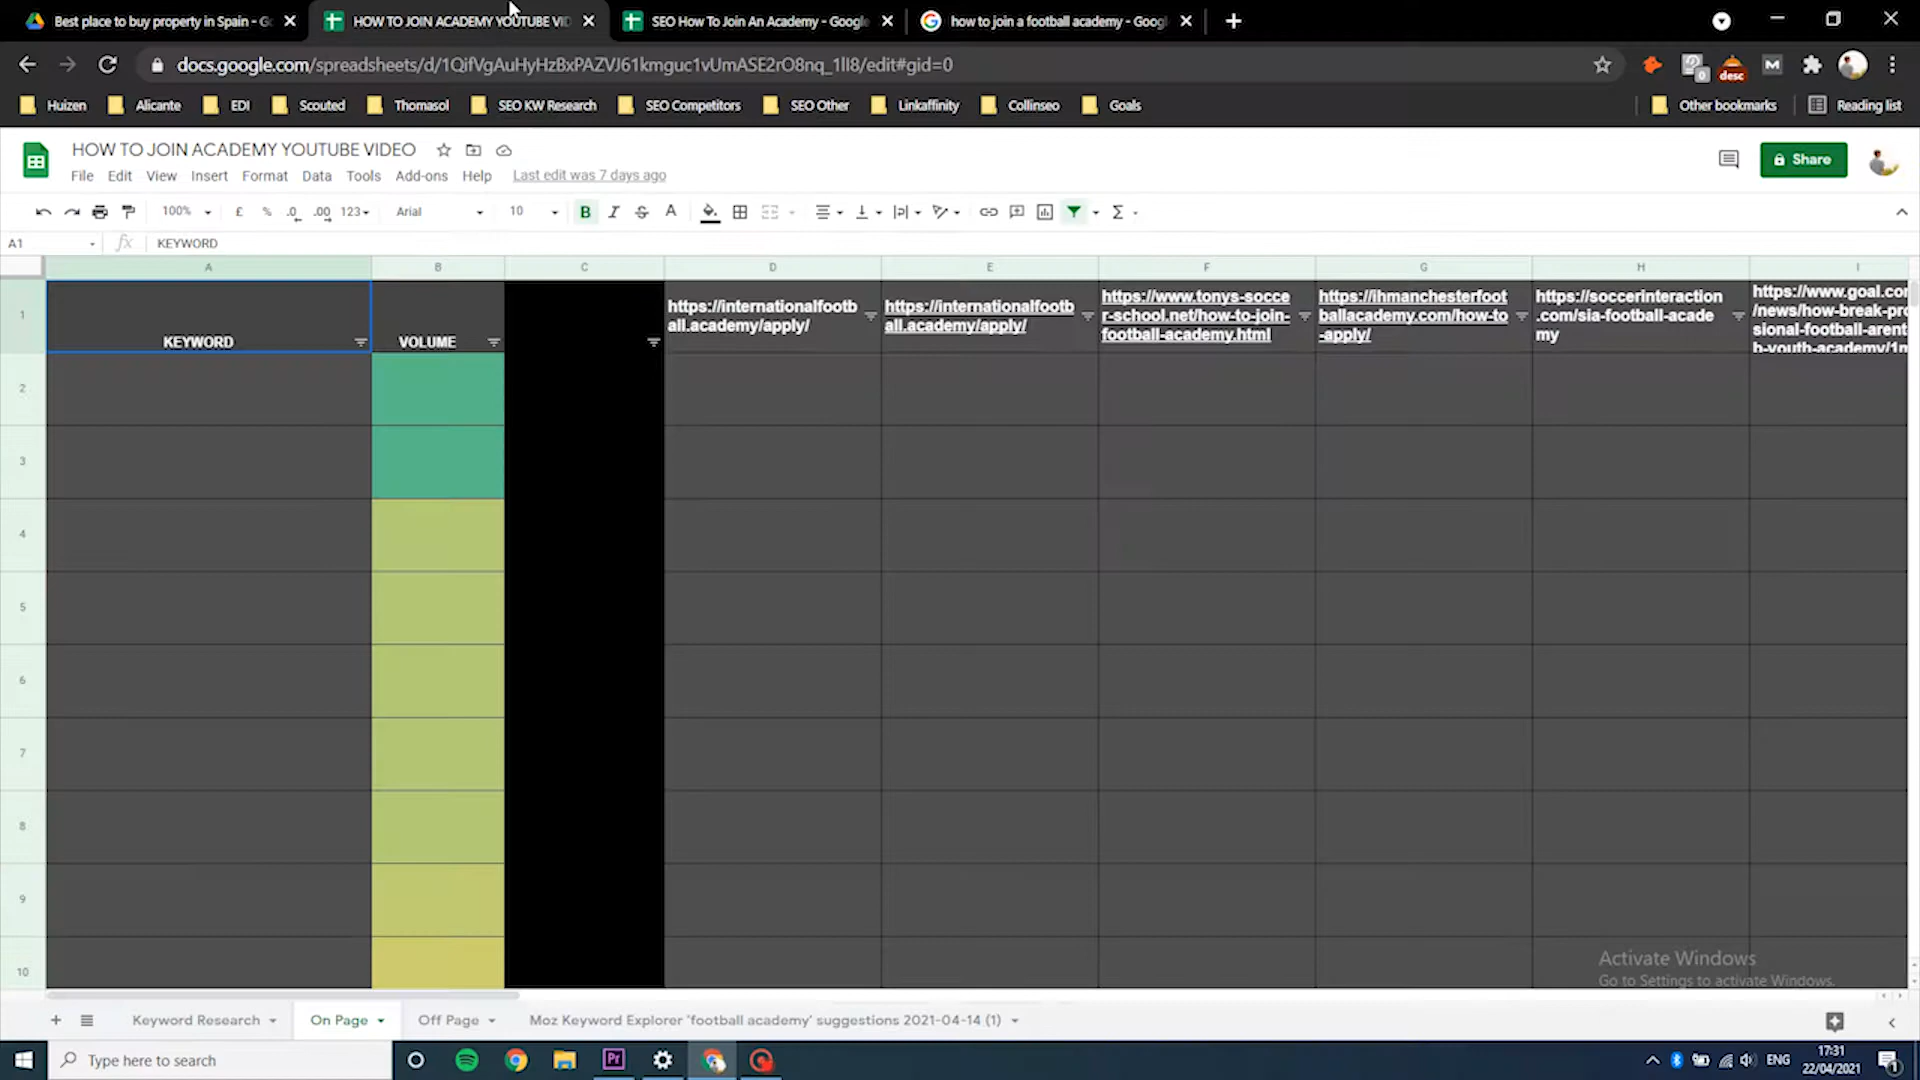 Best place to buy property in Spain - G
HOW TO JOIN ACADEMY YOUTUBE VID
SEO How To Join An Academy - Google
how to join a football academy - Googl
docs.google.com/spreadsheets/d/1QifVgAuHyHzBxPAZVJ61kmguc1vUmASE2rO8nq_1lI8/edit#gid=0
0
desc
M
Huizen
Alicante
EDI
Scouted
Thomasol
SEO KW Research
SEO Competitors
SEO Other
Linkaffinity
Collinseo
Goals
Other bookmarks
Reading list
HOW TO JOIN ACADEMY YOUTUBE VIDEO
Share
File Edit View Insert Format Data Tools Add-ons Help Last edit was 7 days ago
100% £ % .0 .00 123 Arial 10 B I S A Σ
A1 fx KEYWORD
A B C D E F G H I
1
KEYWORD
VOLUME
https://internationalfootb
all.academy/apply/
https://internationalfootb
all.academy/apply/
https://www.tonys-socce
r-school.net/how-to-join-
football-academy.html
https://ihmanchesterfoot
ballacademy.com/how-to
-apply/
https://soccerinteraction
.com/sia-football-acade
my
https://www.goal.co
/news/how-break-pro
sional-football-arent
b-youth-academy/1m
2
3
4
5
6
7
8
9
10
Activate Windows
Go to Settings to activate Windows.
Keyword Research
On Page
Off Page
Moz Keyword Explorer 'football academy' suggestions 2021-04-14 (1)
Type here to search
Pr
ENG
17:31
22/04/2021
1